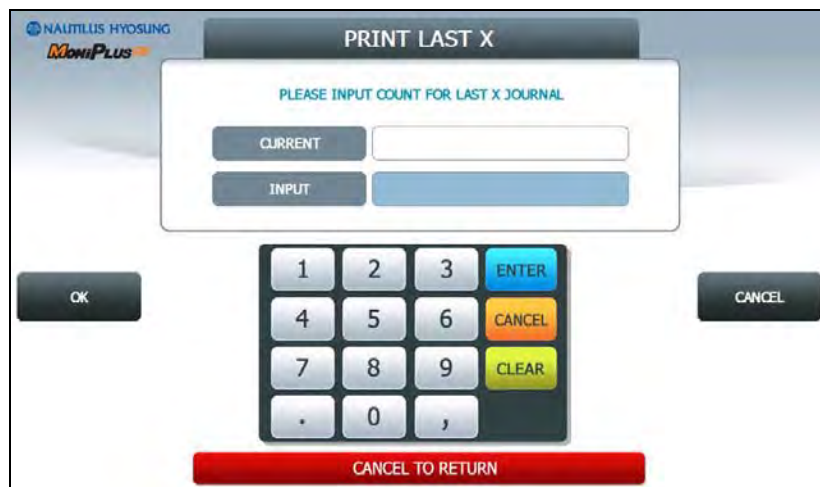 NAUTILUS HYOSUNG
MoniPlus
PRINT LAST X
PLEASE INPUT COUNT FOR LAST X JOURNAL
CURRENT
INPUT
1 2 3 ENTER
OK
CANCEL
4 5 6 CANCEL
7 8 9 CLEAR
. 0 ,
CANCEL TO RETURN